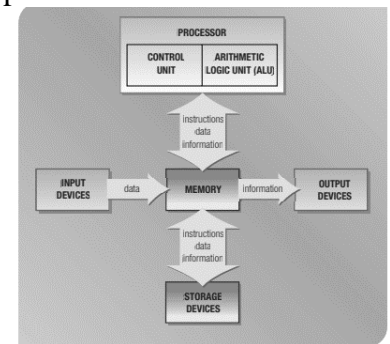 PROCESSOR
CONTROL
UNIT
ARITHMETIC
LOGIC UNIT (ALU)
instructions
data
information
INPUT
DEVICES
data
MEMORY
information
OUTPUT
DEVICES
instructions
data
information
STORAGE
DEVICES